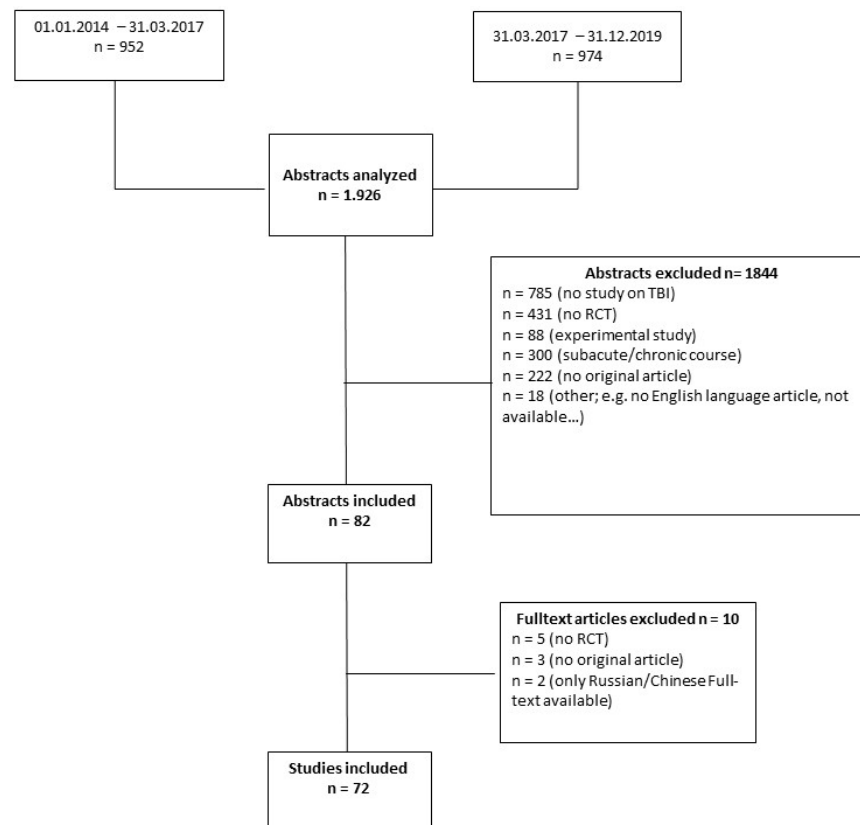 01.01.2014 – 31.03.2017
n = 952
31.03.2017 – 31.12.2019
n = 974
Abstracts analyzed
n = 1.926
Abstracts excluded n= 1844
n = 785 (no study on TBI)
n = 431 (no RCT)
n = 88 (experimental study)
n = 300 (subacute/chronic course)
n = 222 (no original article)
n = 18 (other; e.g. no English language article, not
available...)
Abstracts included
n = 82
Fulltext articles excluded n = 10
n = 5 (no RCT)
n = 3 (no original article)
n = 2 (only Russian/Chinese Full-
text available)
Studies included
n = 72